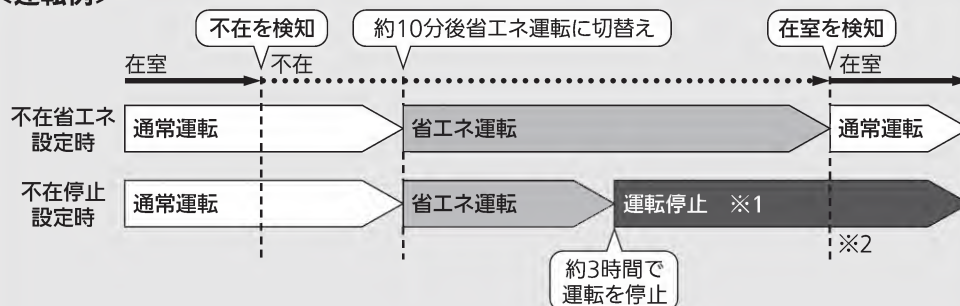 ＜運転例＞
不在を検知
約10分後省エネ運転に切替え
在室を検知
在室
不在
在室
不在省エネ
設定時
通常運転
省エネ運転
通常運転
不在停止
設定時
通常運転
省エネ運転
運転停止 ※1
※2
約3時間で
運転を停止